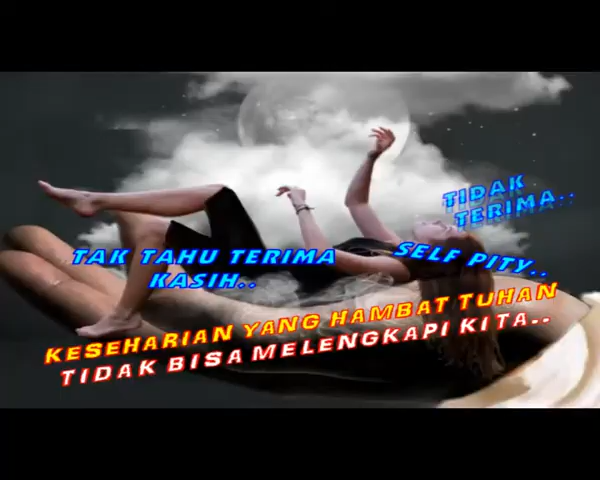 TIDAK
TERIMA..
TAK TAHU TERIMA
KASIH..
SELF PITY..
KESEHARIAN YANG HAMBAT TUHAN
TIDAK BISA MELENGKAPI KITA..